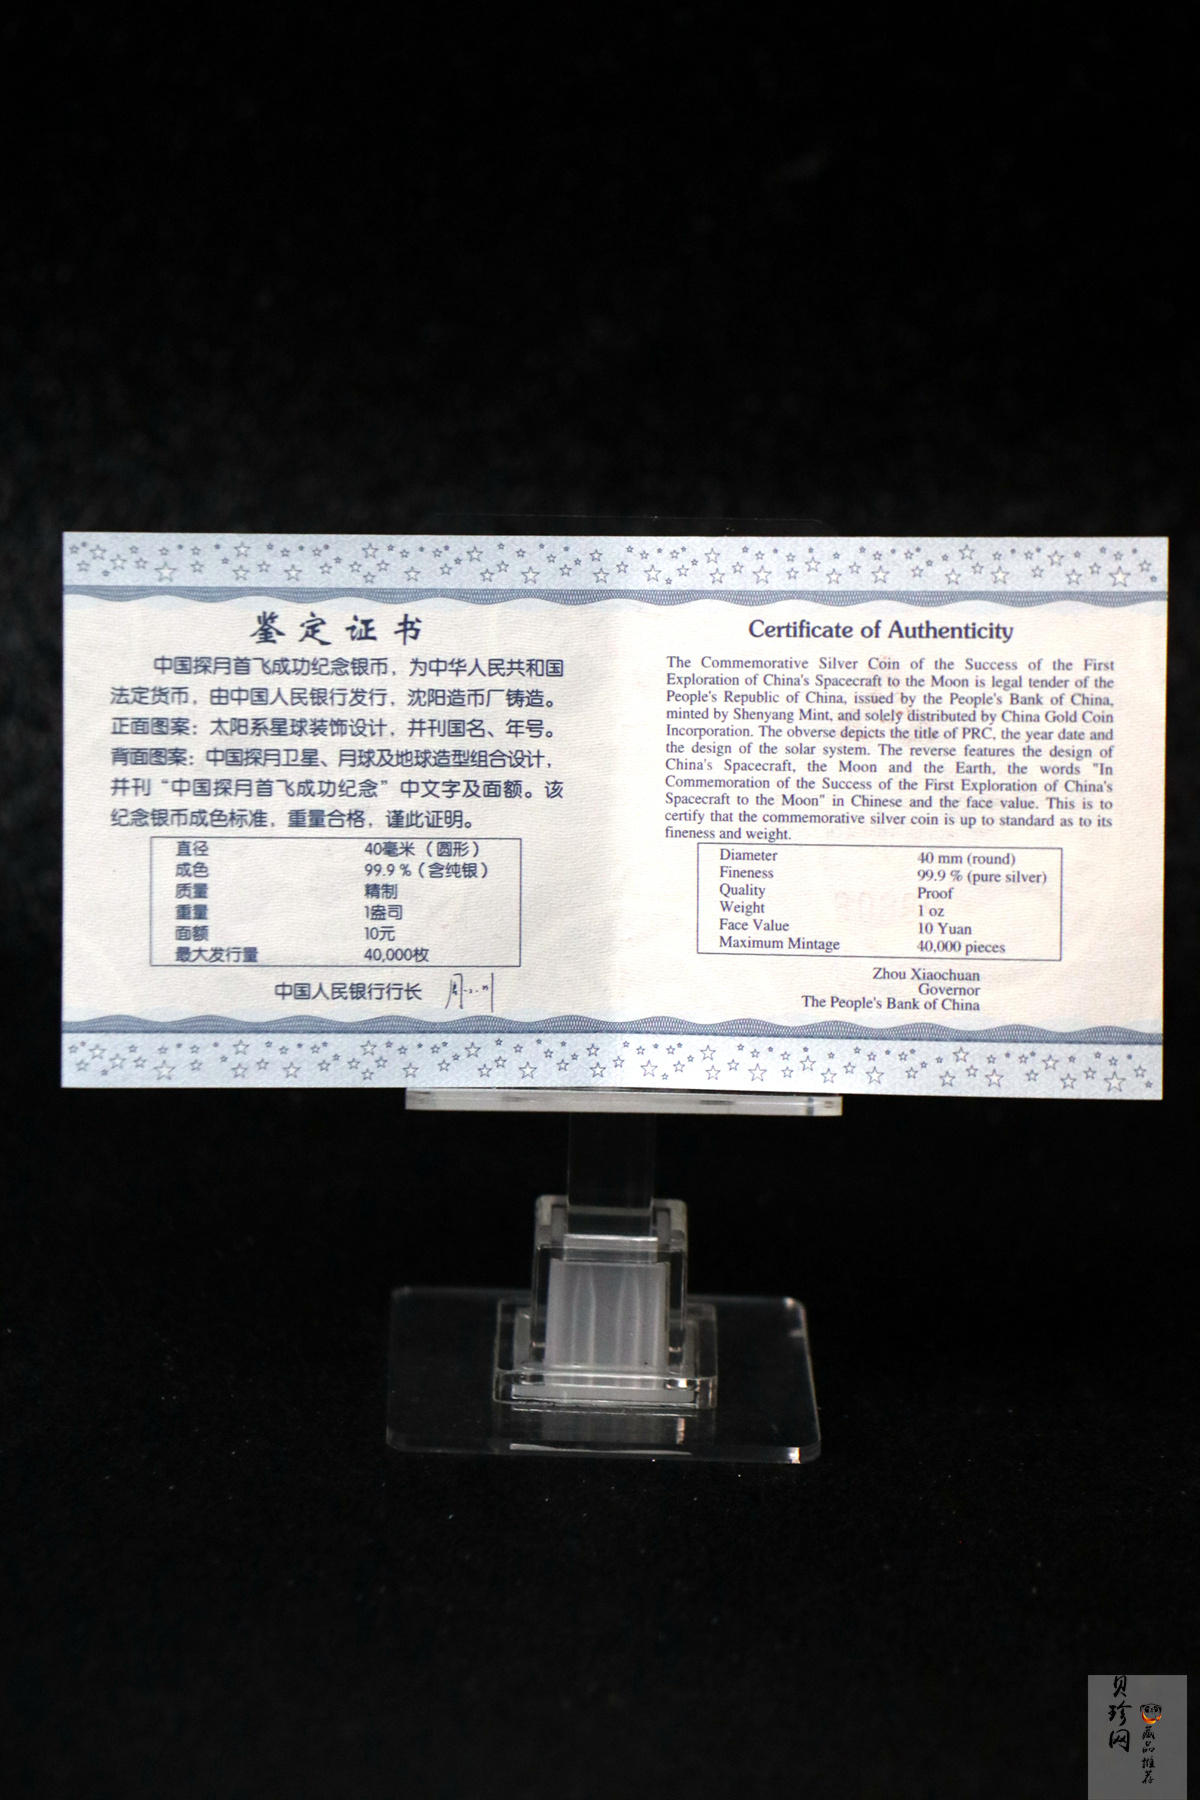 鉴定证书
中国探月首飞成功纪念银币，为中华人民共和国
法定货币，由中国人民银行发行，沈阳造币厂铸造。
正面图案：太阳系星球装饰设计，并刊国名、年号。
背面图案：中国探月卫星、月球及地球造型组合设计，
并刊“中国探月首飞成功纪念”中文字及面额。该
纪念银币成色标准，重量合格，谨此证明。
直径 40毫米（圆形）
成色 99.9%（含纯银）
质量 精制
重量 1盎司
面额 10元
最大发行量 40,000枚
中国人民银行行长
Certificate of Authenticity
The Commemorative Silver Coin of the Success of the First
Exploration of China's Spacecraft to the Moon is legal tender of the
People's Republic of China, issued by the People's Bank of China,
minted by Shenyang Mint, and solely distributed by China Gold Coin
Incorporation. The obverse depicts the title of PRC, the year date and
the design of the solar system. The reverse features the design of
China's Spacecraft, the Moon and the Earth, the words "In
Commemoration of the Success of the First Exploration of China's
Spacecraft to the Moon" in Chinese and the face value. This is to
certify that the commemorative silver coin is up to standard as to its
fineness and weight.
Diameter 40 mm (round)
Fineness 99.9 % (pure silver)
Quality Proof
Weight 1 oz
Face Value 10 Yuan
Maximum Mintage 40,000 pieces
Zhou Xiaochuan
Governor
The People's Bank of China
贝珍网
藏品推荐